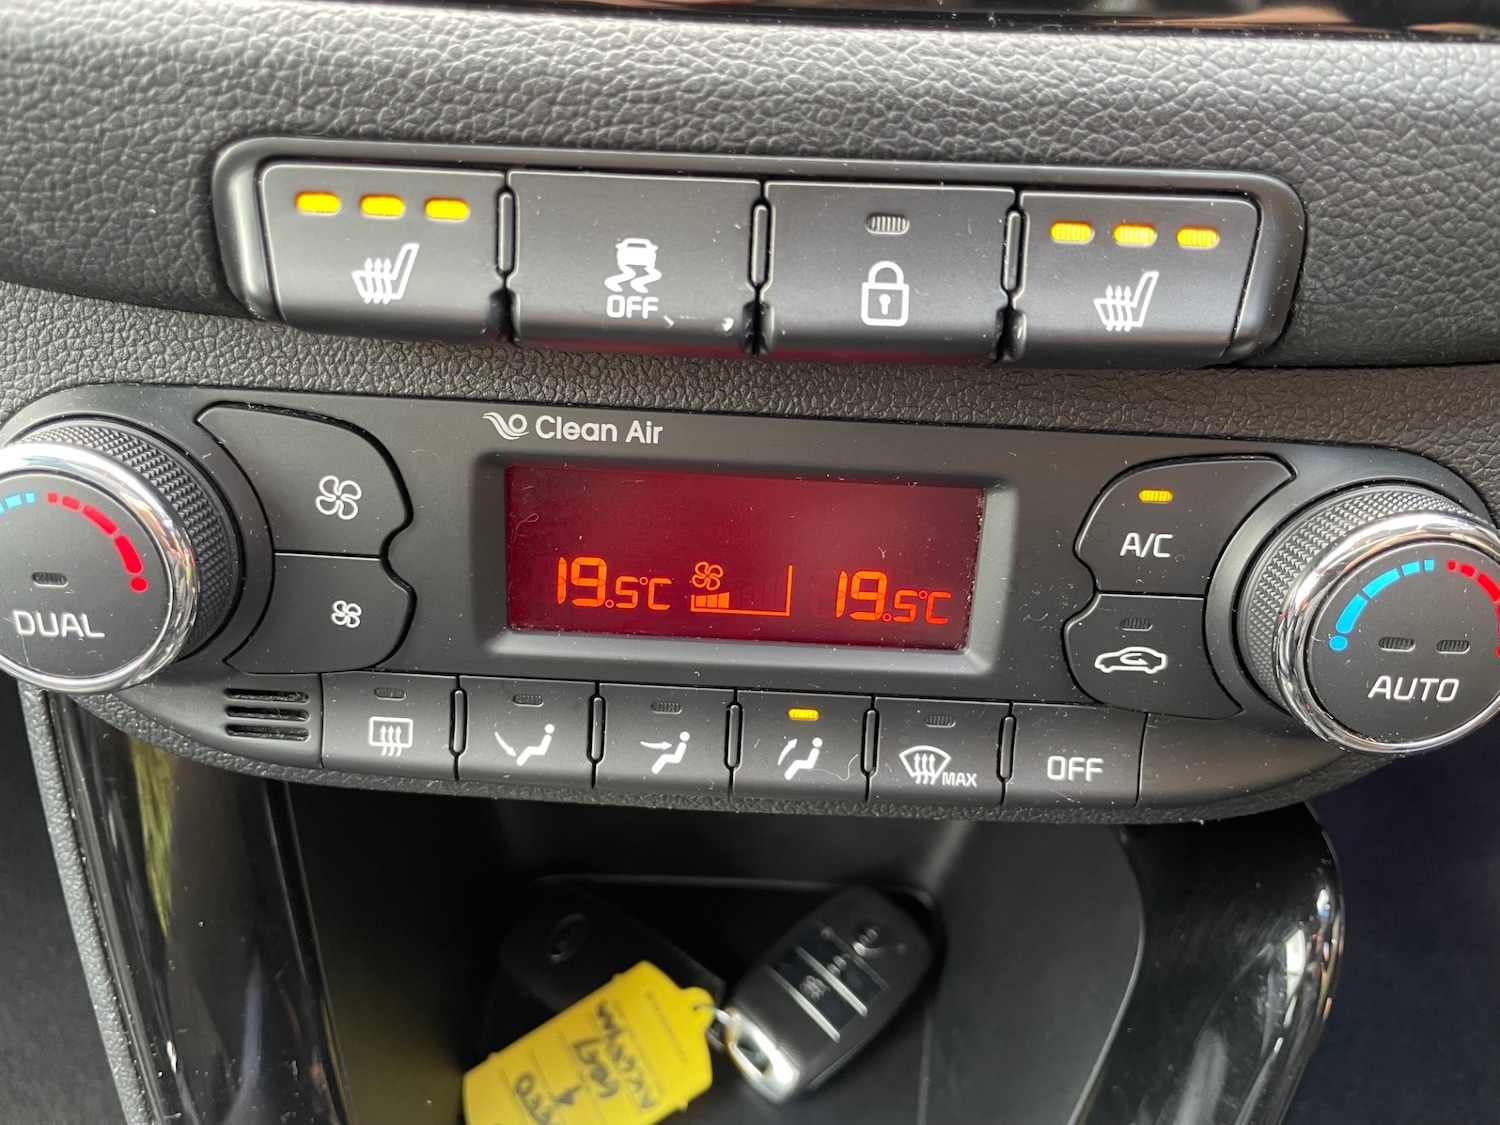 OFF
Clean Air
A/C
19.5°C
19.5°C
DUAL
AUTO
MAX
OFF